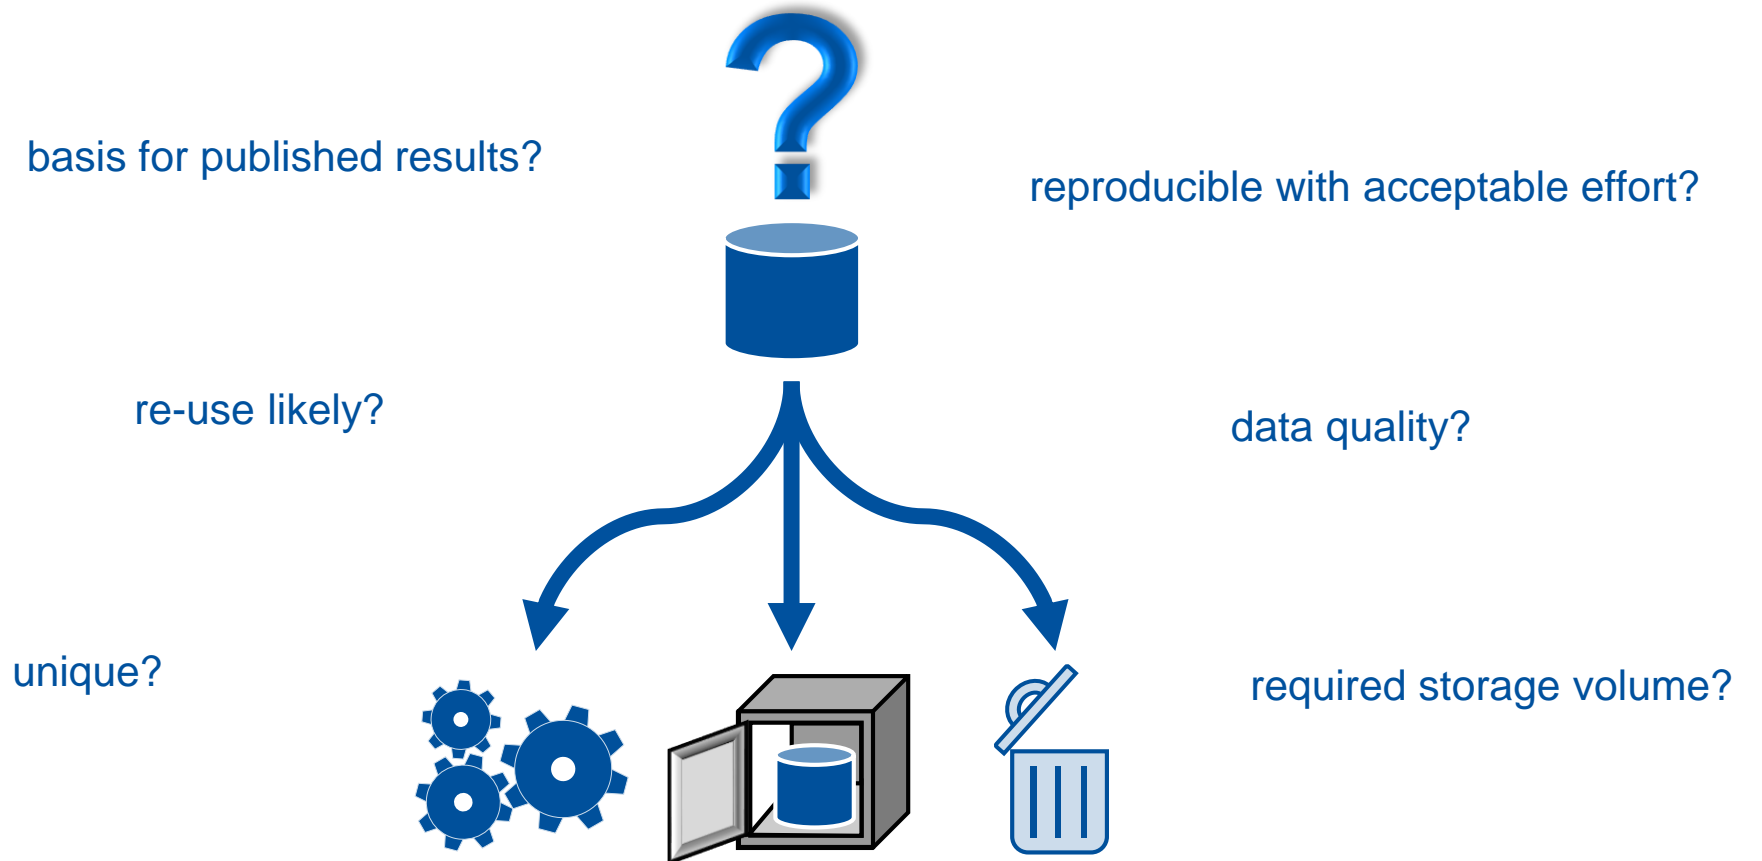 ?
basis for published results?
reproducible with acceptable effort?
re-use likely?
data quality?
unique?
required storage volume?